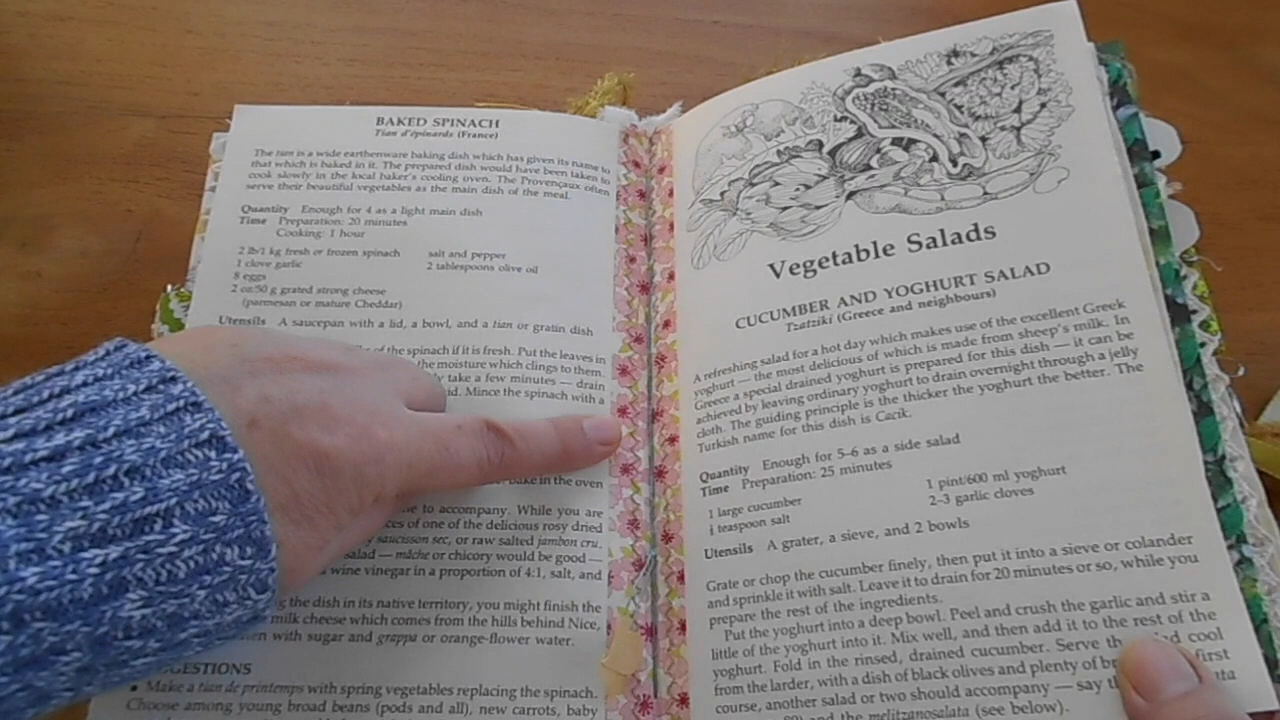 BAKED SPINACH
Tian d'épinards (France)
The tian is a wide earthenware baking dish which has given its name to
that which is baked in it. The prepared dish would have been taken to
cook slowly in the local baker's cooling oven. The Provençaux often
serve their beautiful vegetables as the main dish of the meal.
Quantity Enough for 4 as a light main dish
Time Preparation: 20 minutes
Cooking: 1 hour
2 lb/1 kg fresh or frozen spinach salt and pepper
1 clove garlic 2 tablespoons olive oil
8 eggs
2 oz/50 g grated strong cheese
(parmesan or mature Cheddar)
Utensils A saucepan with a lid, a bowl, and a tian or gratin dish
of the spinach if it is fresh. Put the leaves in
the moisture which clings to them.
take a few minutes — drain
Mince the spinach with a
bake in the oven
to accompany. While you are
of one of the delicious rosy dried
saucisson sec, or raw salted jambon cru.
salad — mâche or chicory would be good —
wine vinegar in a proportion of 4:1, salt, and
the dish in its native territory, you might finish the
milk cheese which comes from the hills behind Nice,
with sugar and grappa or orange-flower water.
GESTIONS
• Make a tian de printemps with spring vegetables replacing the spinach.
Choose among young broad beans (pods and all), new carrots, baby
Vegetable Salads
CUCUMBER AND YOGHURT SALAD
Tzatziki (Greece and neighbours)
A refreshing salad for a hot day which makes use of the excellent Greek
yoghurt — the most delicious of which is made from sheep's milk. In
Greece a special drained yoghurt is prepared for this dish — it can be
achieved by leaving ordinary yoghurt to drain overnight through a jelly
cloth. The guiding principle is the thicker the yoghurt the better. The
Turkish name for this dish is Cacik.
Quantity Enough for 5–6 as a side salad
Time Preparation: 25 minutes
1 large cucumber 1 pint/600 ml yoghurt
teaspoon salt 2–3 garlic cloves
Utensils A grater, a sieve, and 2 bowls
Grate or chop the cucumber finely, then put it into a sieve or colander
and sprinkle it with salt. Leave it to drain for 20 minutes or so, while you
prepare the rest of the ingredients.
Put the yoghurt into a deep bowl. Peel and crush the garlic and stir a
little of the yoghurt into it. Mix well, and then add it to the rest of the
yoghurt. Fold in the rinsed, drained cucumber. Serve the cool
from the larder, with a dish of black olives and plenty of first
course, another salad or two should accompany — say
and the melitzanosalata (see below).